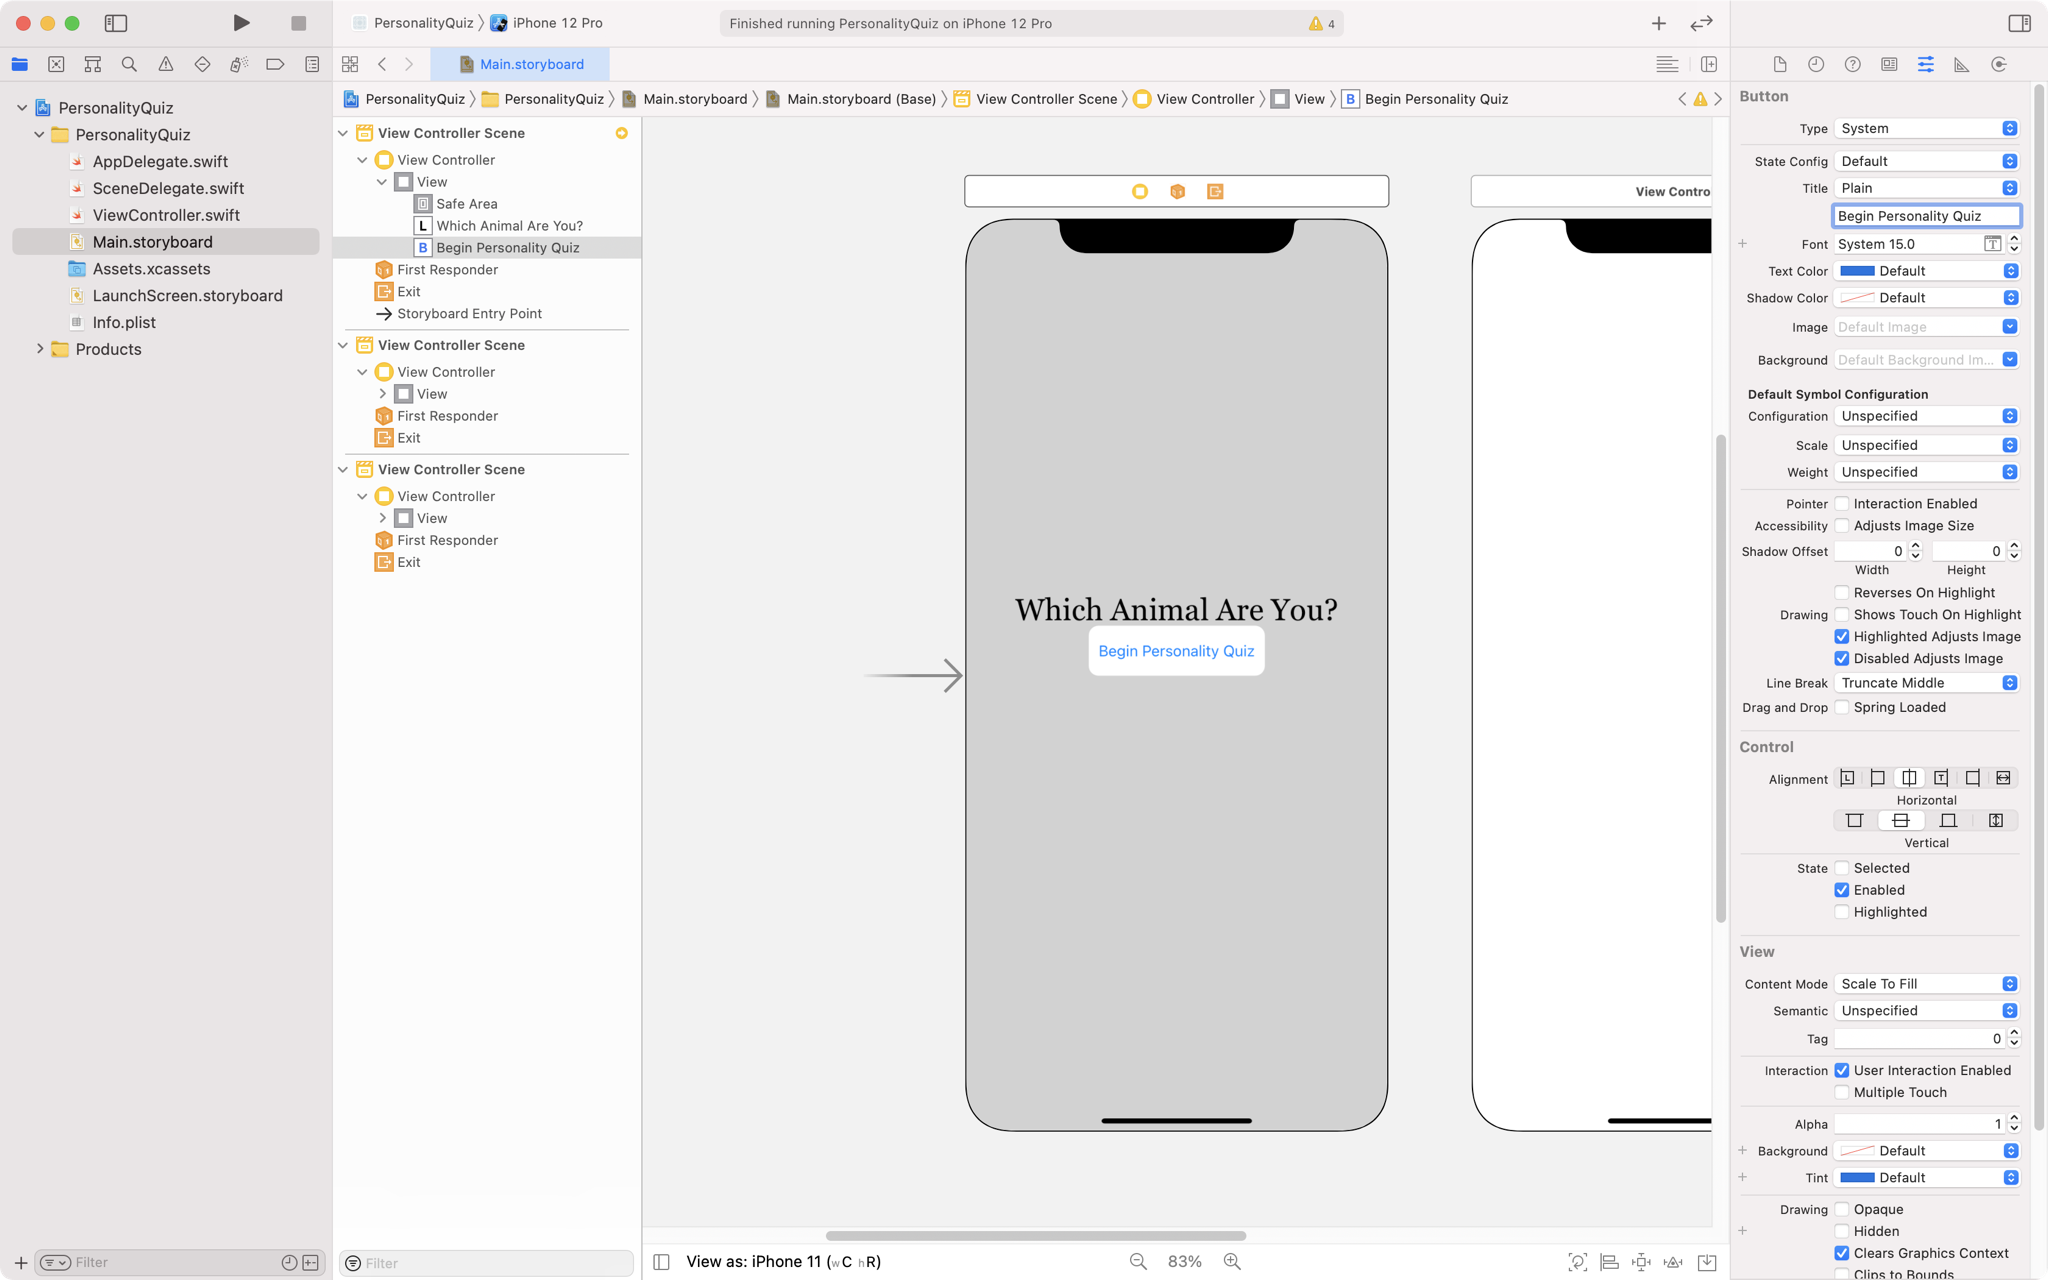 PersonalityQuiz
iPhone 12 Pro
Finished running PersonalityQuiz on iPhone 12 Pro
4
Main.storyboard
PersonalityQuiz
PersonalityQuiz
AppDelegate.swift
SceneDelegate.swift
ViewController.swift
Main.storyboard
Assets.xcassets
LaunchScreen.storyboard
Info.plist
Products
Filter
PersonalityQuiz
PersonalityQuiz
Main.storyboard
Main.storyboard (Base)
View Controller Scene
View Controller
View
B
Begin Personality Quiz
View Controller Scene
View Controller
View
Safe Area
L Which Animal Are You?
B Begin Personality Quiz
First Responder
Exit
Storyboard Entry Point
View Controller Scene
View Controller
View
First Responder
Exit
View Controller Scene
View Controller
View
First Responder
Exit
Filter
View Contro
Which Animal Are You?
Begin Personality Quiz
View as: iPhone 11 (wC hR)
83%
Button
Type System
State Config Default
Title Plain
Begin Personality Quiz
Font System 15.0 T
Text Color Default
Shadow Color Default
Image Default Image
Background Default Background Im...
Default Symbol Configuration
Configuration Unspecified
Scale Unspecified
Weight Unspecified
Pointer Interaction Enabled
Accessibility Adjusts Image Size
Shadow Offset 0 0
Width Height
Reverses On Highlight
Drawing Shows Touch On Highlight
Highlighted Adjusts Image
Disabled Adjusts Image
Line Break Truncate Middle
Drag and Drop Spring Loaded
Control
Alignment L T
Horizontal
Vertical
State Selected
Enabled
Highlighted
View
Content Mode Scale To Fill
Semantic Unspecified
Tag 0
Interaction User Interaction Enabled
Multiple Touch
Alpha 1
Background Default
Tint Default
Drawing Opaque
Hidden
Clears Graphics Context
Clips to Bounds